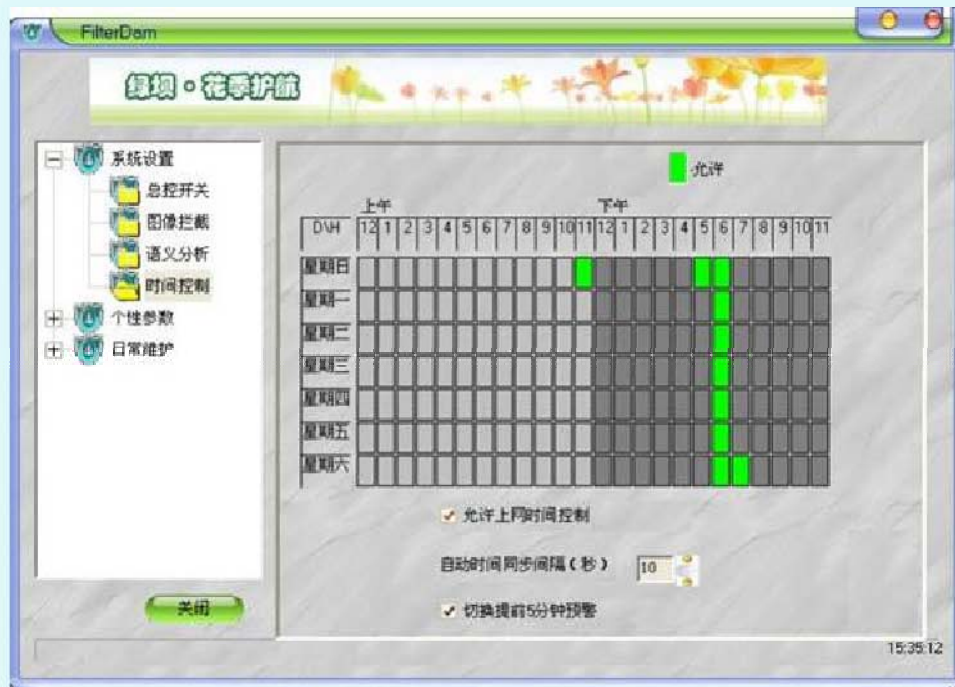 FilterDam
绿坝·花季护航
系统设置
总控开关
图像拦截
语义分析
时间控制
个性参数
日常维护
关闭
允许
上午 下午
D\H 12 1 2 3 4 5 6 7 8 9 10 11 12 1 2 3 4 5 6 7 8 9 10 11
星期日
星期一
星期二
星期三
星期四
星期五
星期六
允许上网时间控制
自动时间同步间隔(秒) 10
切换提前5分钟预警
15:35:12